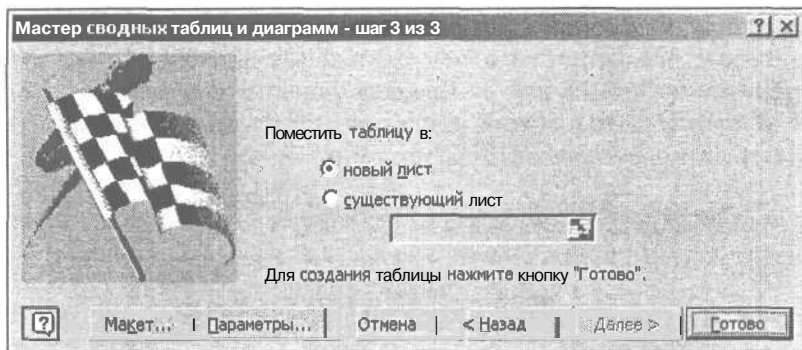 Мастер сводных таблиц и диаграмм - шаг 3 из 3
Поместить таблицу в:
новый лист
существующий лист
Для создания таблицы нажмите кнопку "Готово".
Макет... Параметры... Отмена < Назад Далее > Готово